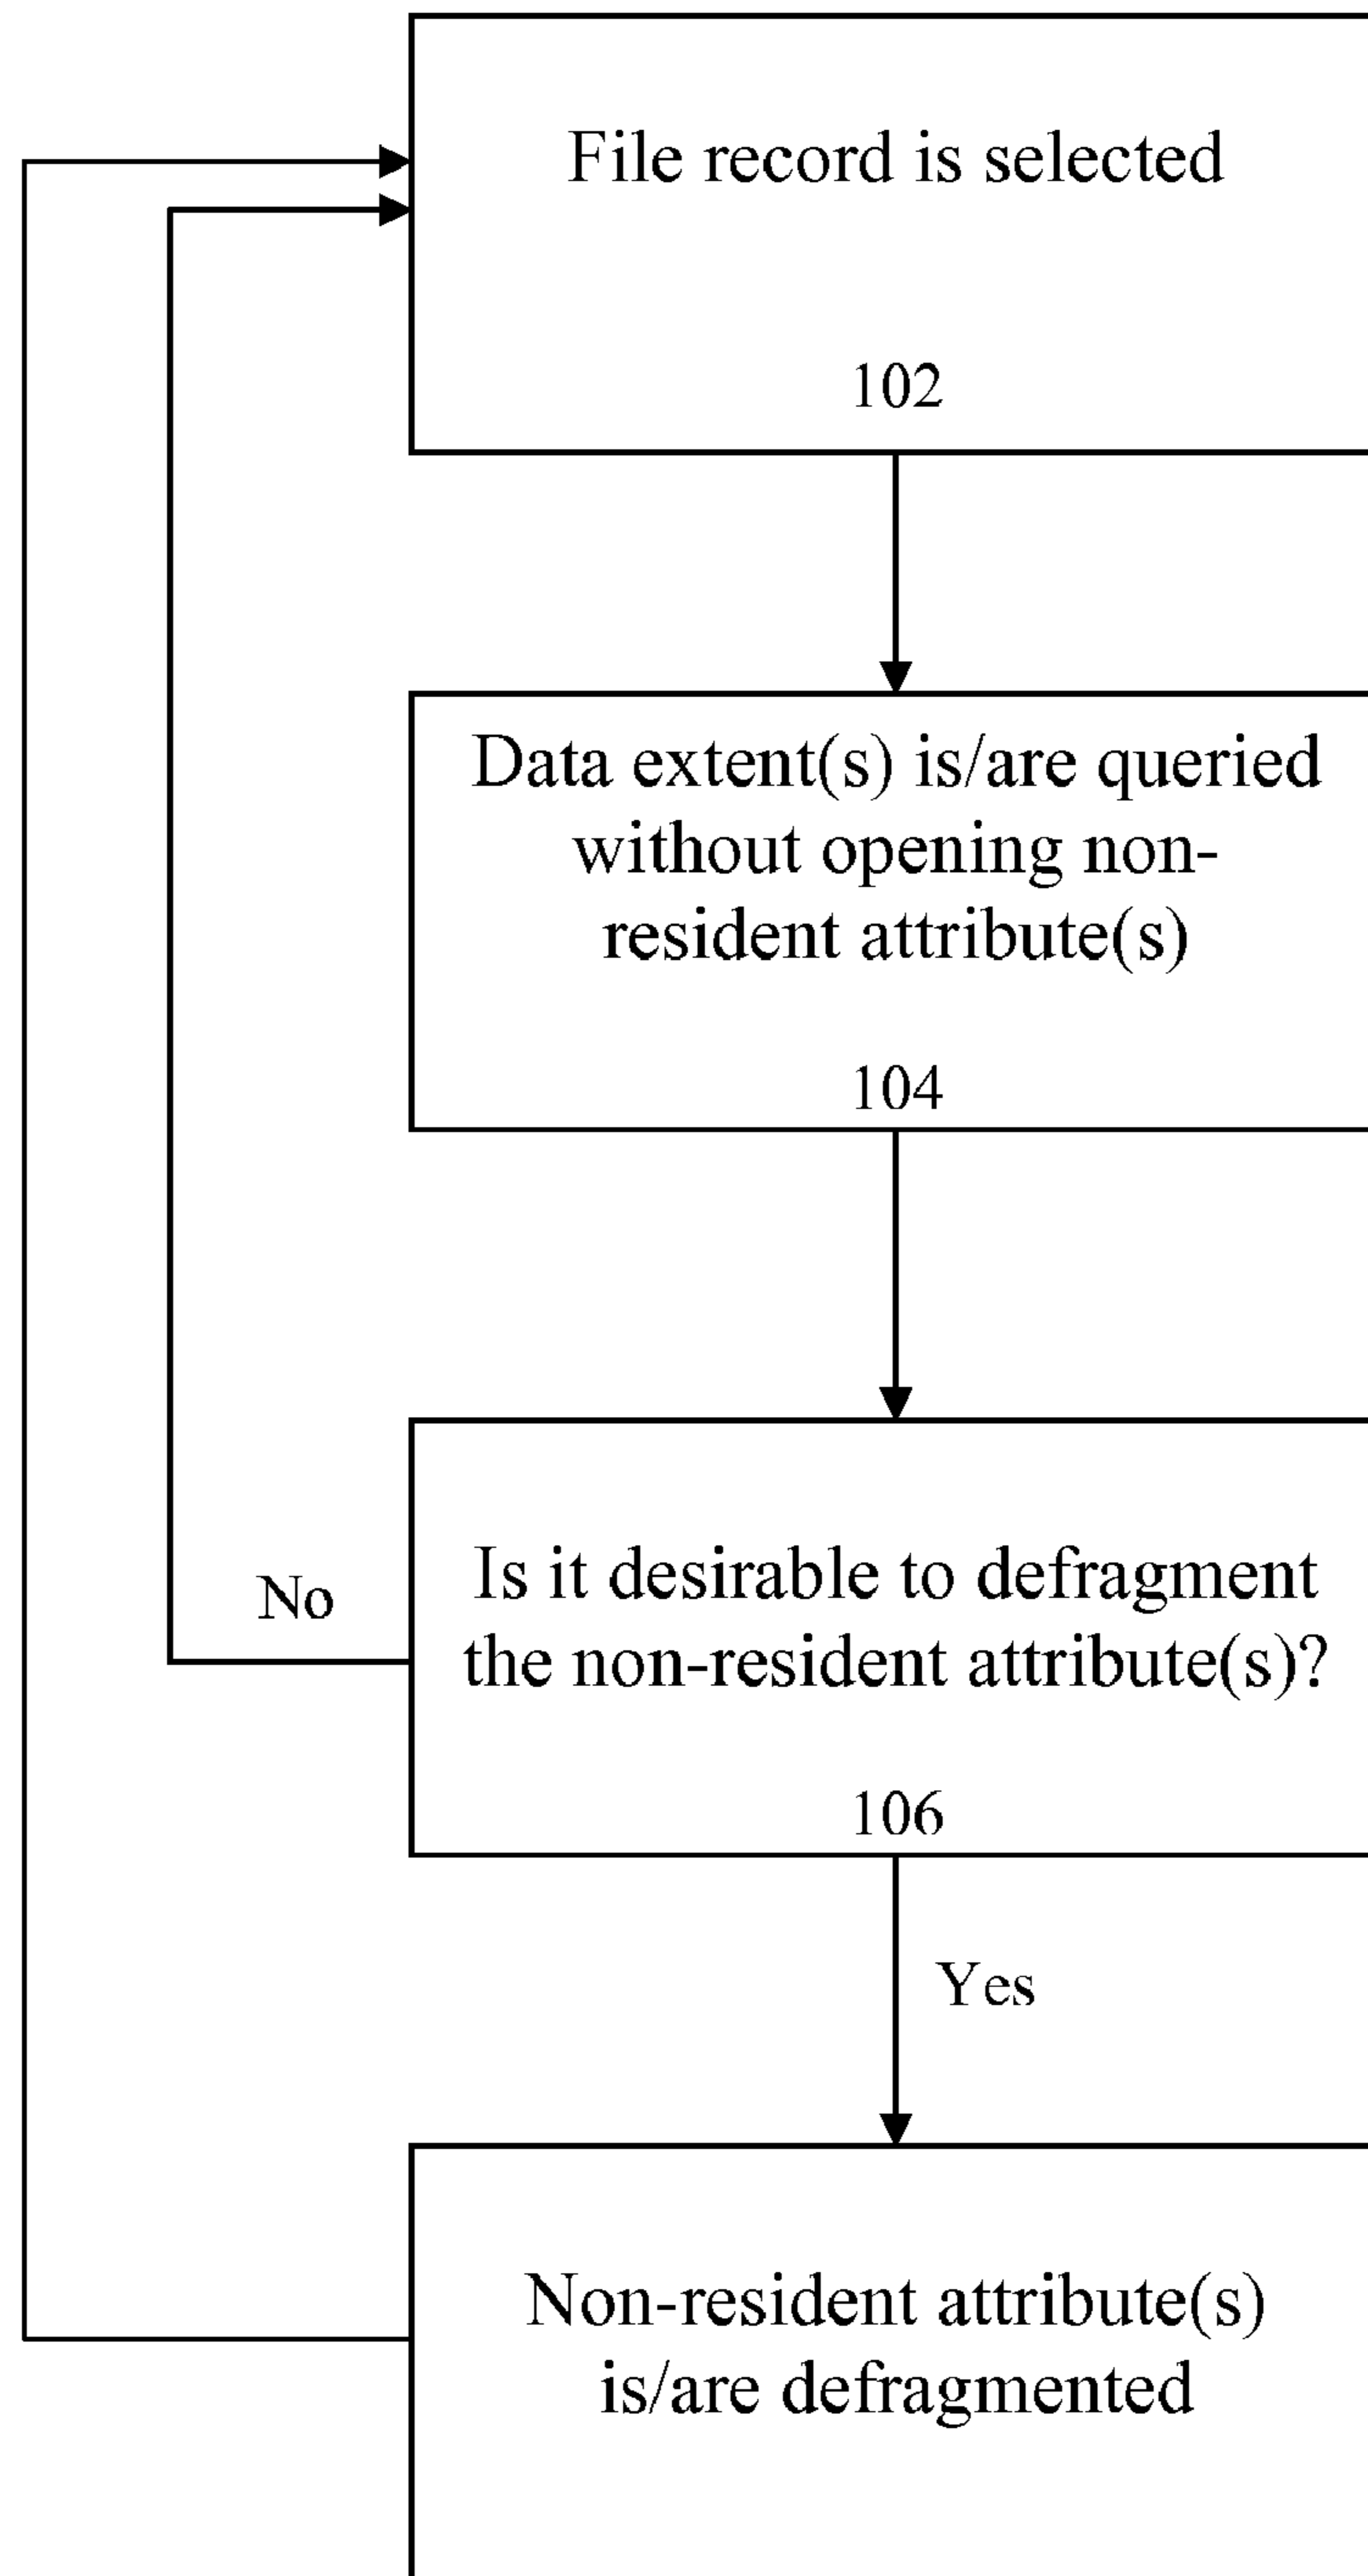 File record is selected
102
Data extent(s) is/are queried
without opening non-
resident attribute(s)
104
Is it desirable to defragment
the non-resident attribute(s)?
106
No
Yes
Non-resident attribute(s)
is/are defragmented